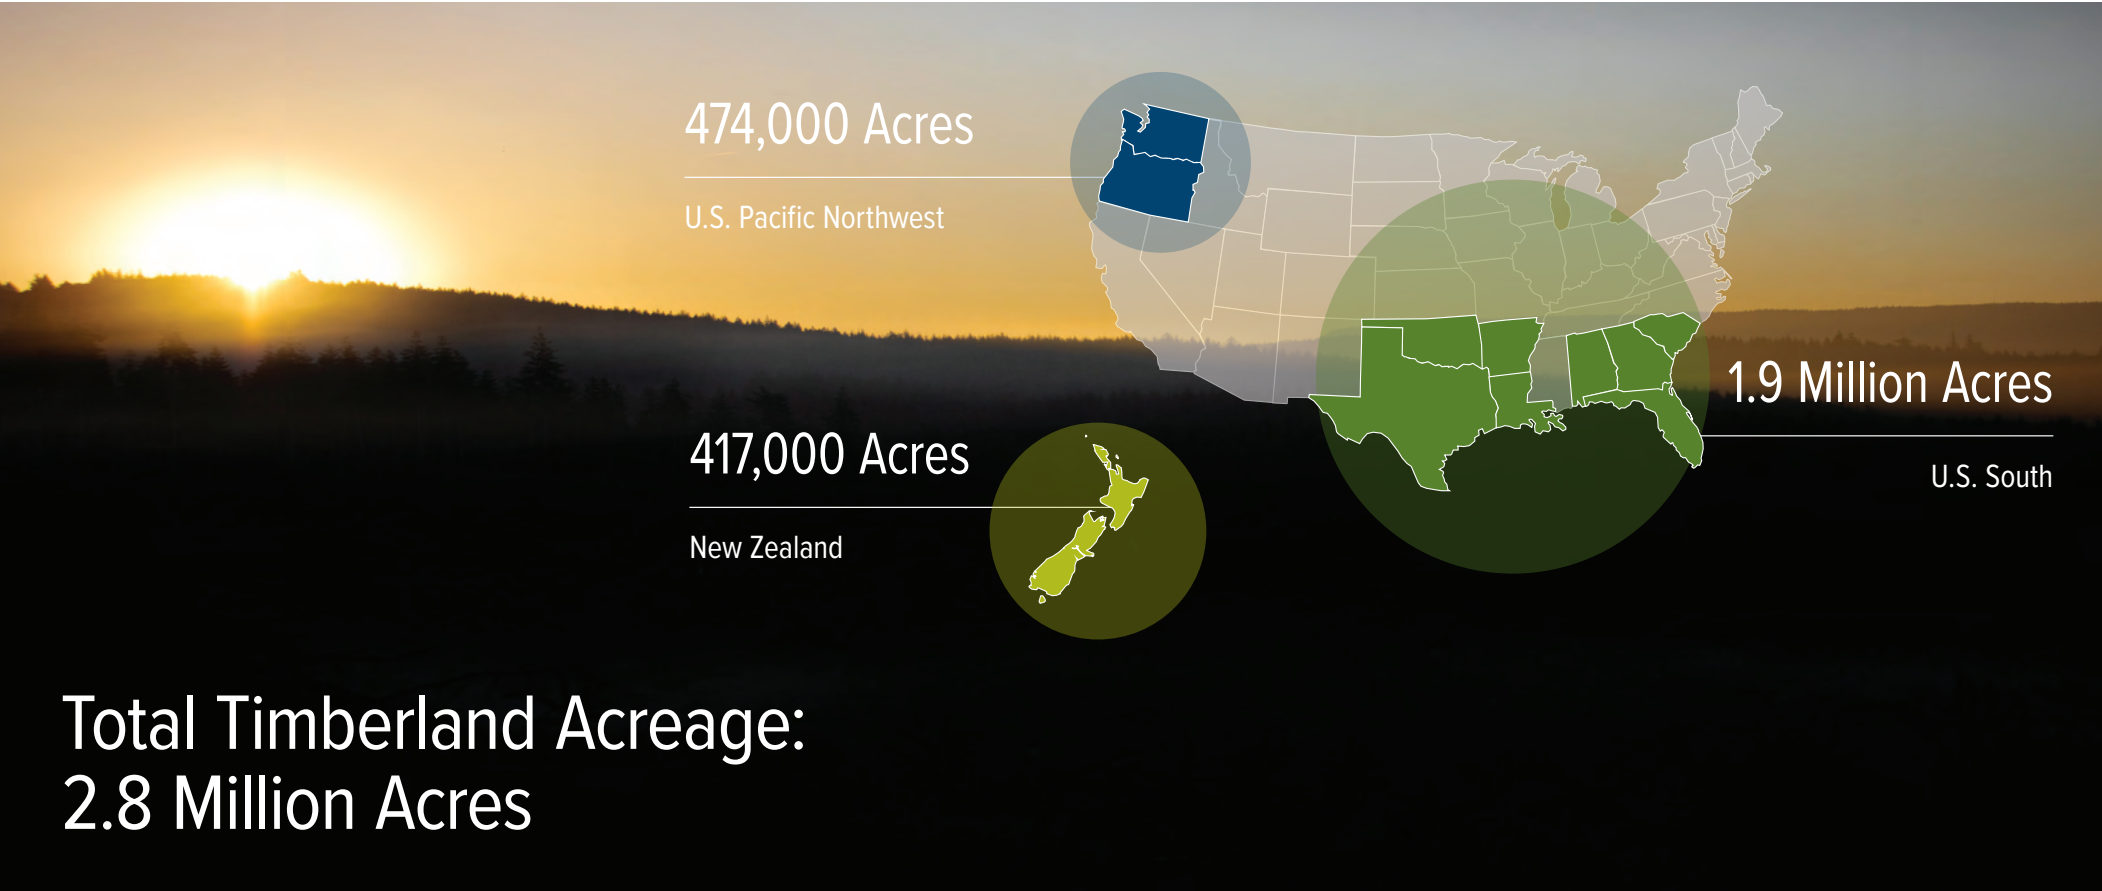 474,000 Acres
U.S. Pacific Northwest
1.9 Million Acres
U.S. South
417,000 Acres
New Zealand
Total Timberland Acreage:
2.8 Million Acres